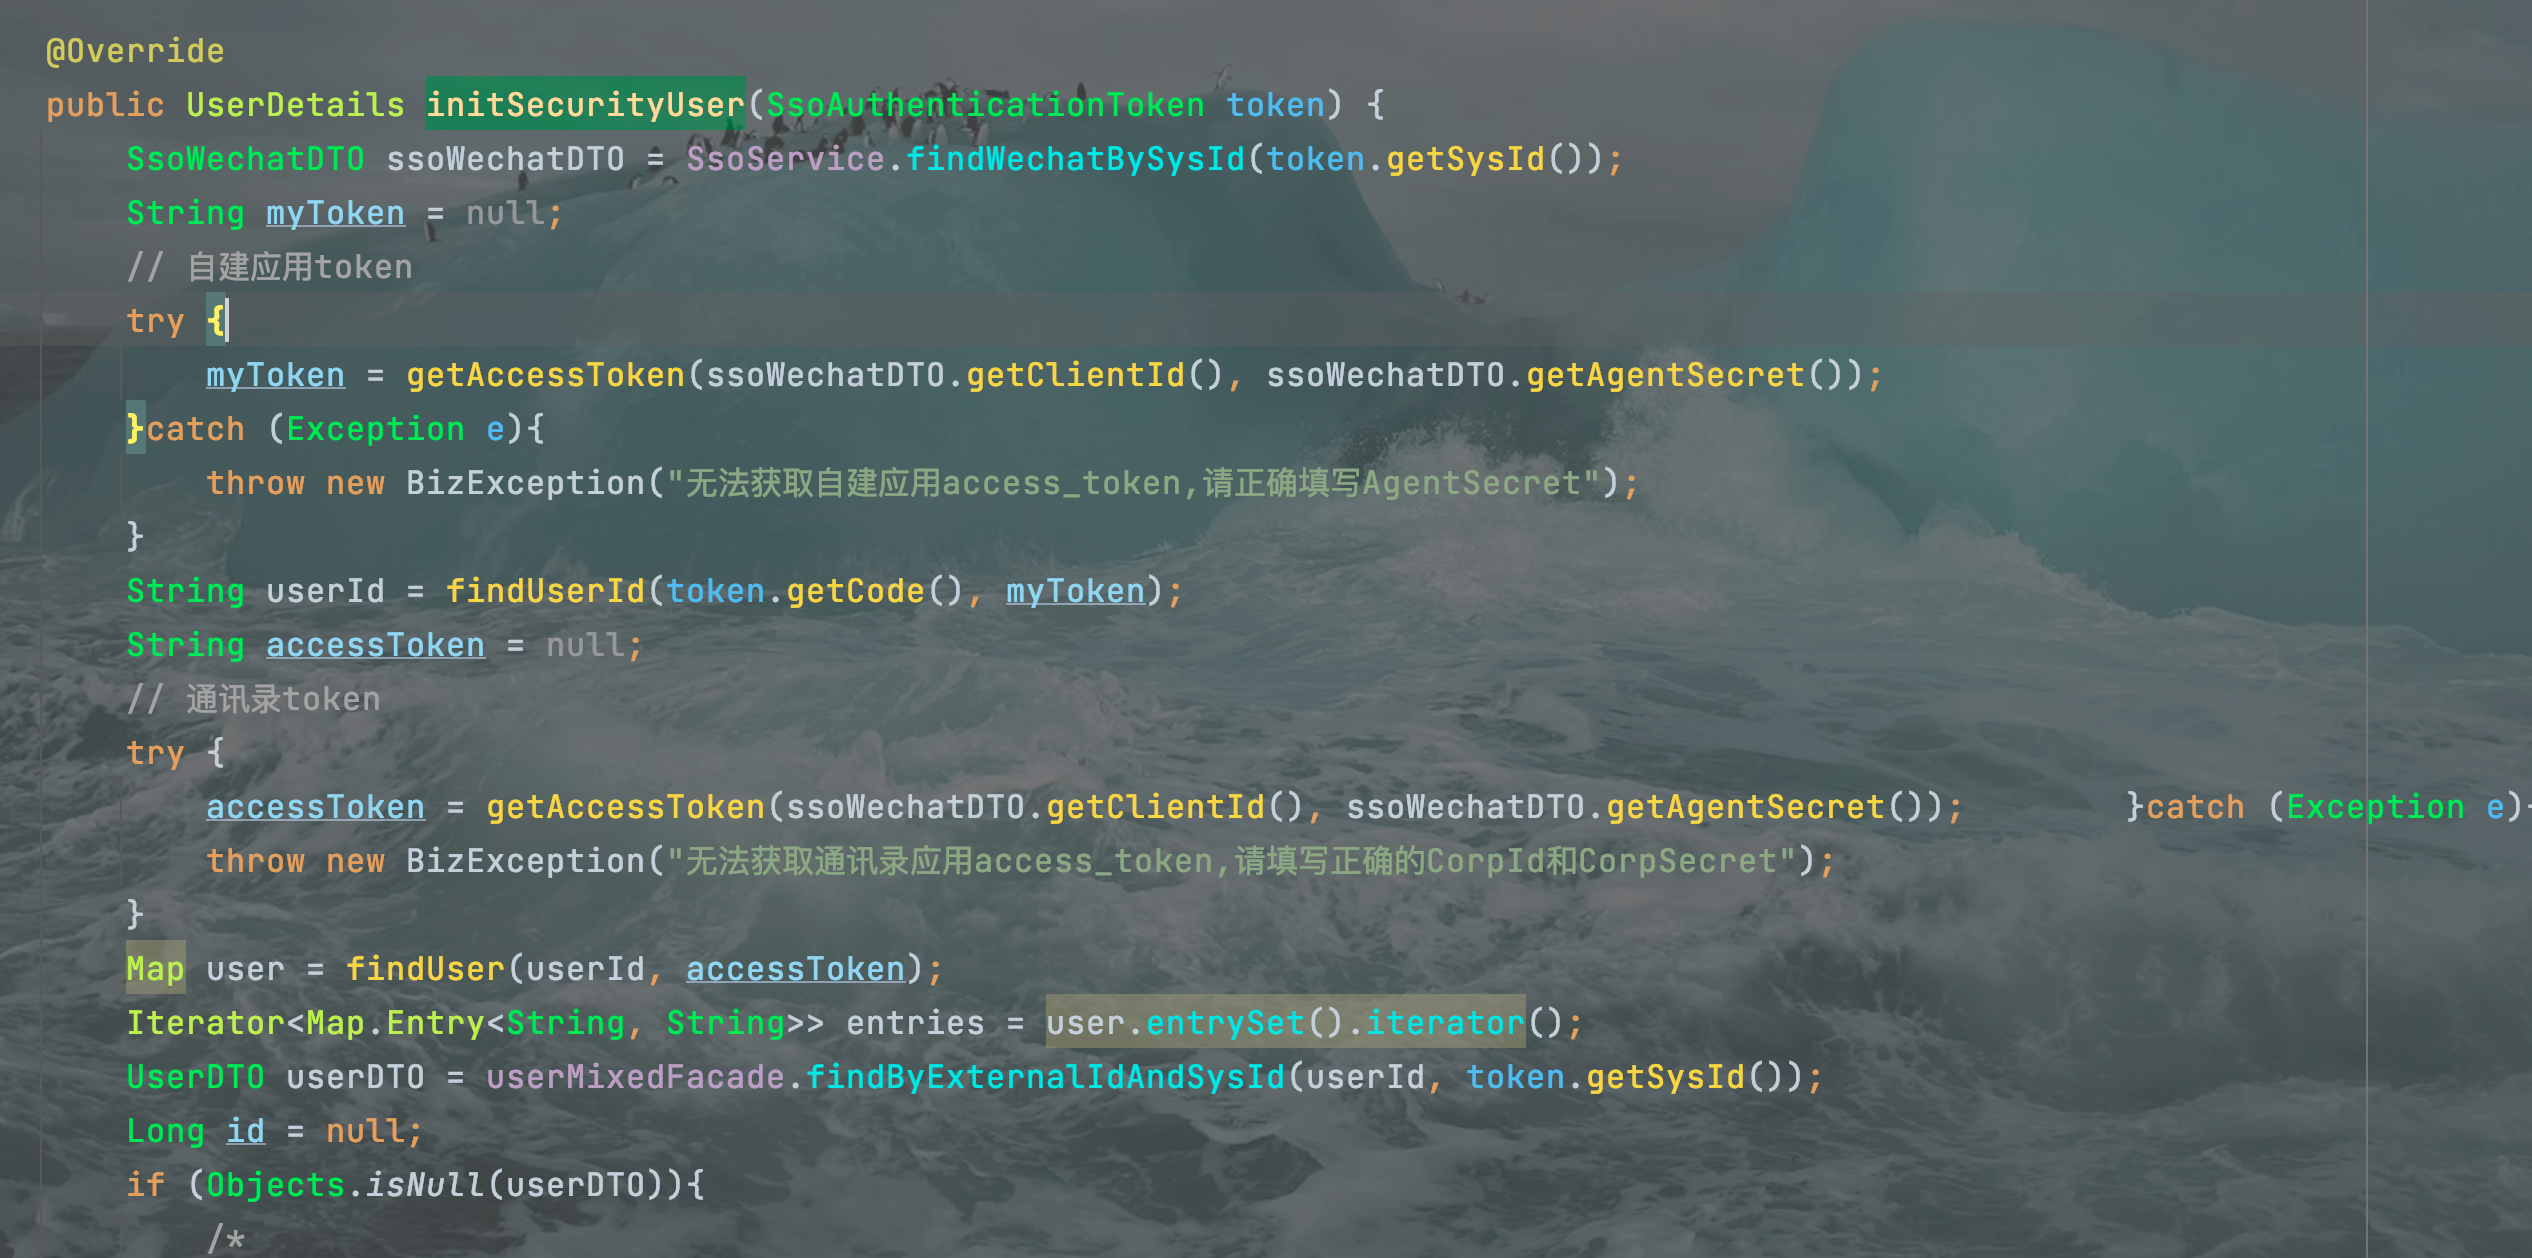 @Override
public UserDetails initSecurityUser(SsoAuthenticationToken token) {
    SsoWechatDTO ssoWechatDTO = SsoService.findWechatBySysId(token.getSysId());
    String myToken = null;
    // 自建应用token
    try {
        myToken = getAccessToken(ssoWechatDTO.getClientId(), ssoWechatDTO.getAgentSecret());
    }catch (Exception e){
        throw new BizException("无法获取自建应用access_token,请正确填写AgentSecret");
    }
    String userId = findUserId(token.getCode(), myToken);
    String accessToken = null;
    // 通讯录token
    try {
        accessToken = getAccessToken(ssoWechatDTO.getClientId(), ssoWechatDTO.getAgentSecret());        }catch (Exception e){
        throw new BizException("无法获取通讯录应用access_token,请填写正确的CorpId和CorpSecret");
    }
    Map user = findUser(userId, accessToken);
    Iterator<Map.Entry<String, String>> entries = user.entrySet().iterator();
    UserDTO userDTO = userMixedFacade.findByExternalIdAndSysId(userId, token.getSysId());
    Long id = null;
    if (Objects.isNull(userDTO)){
        /*